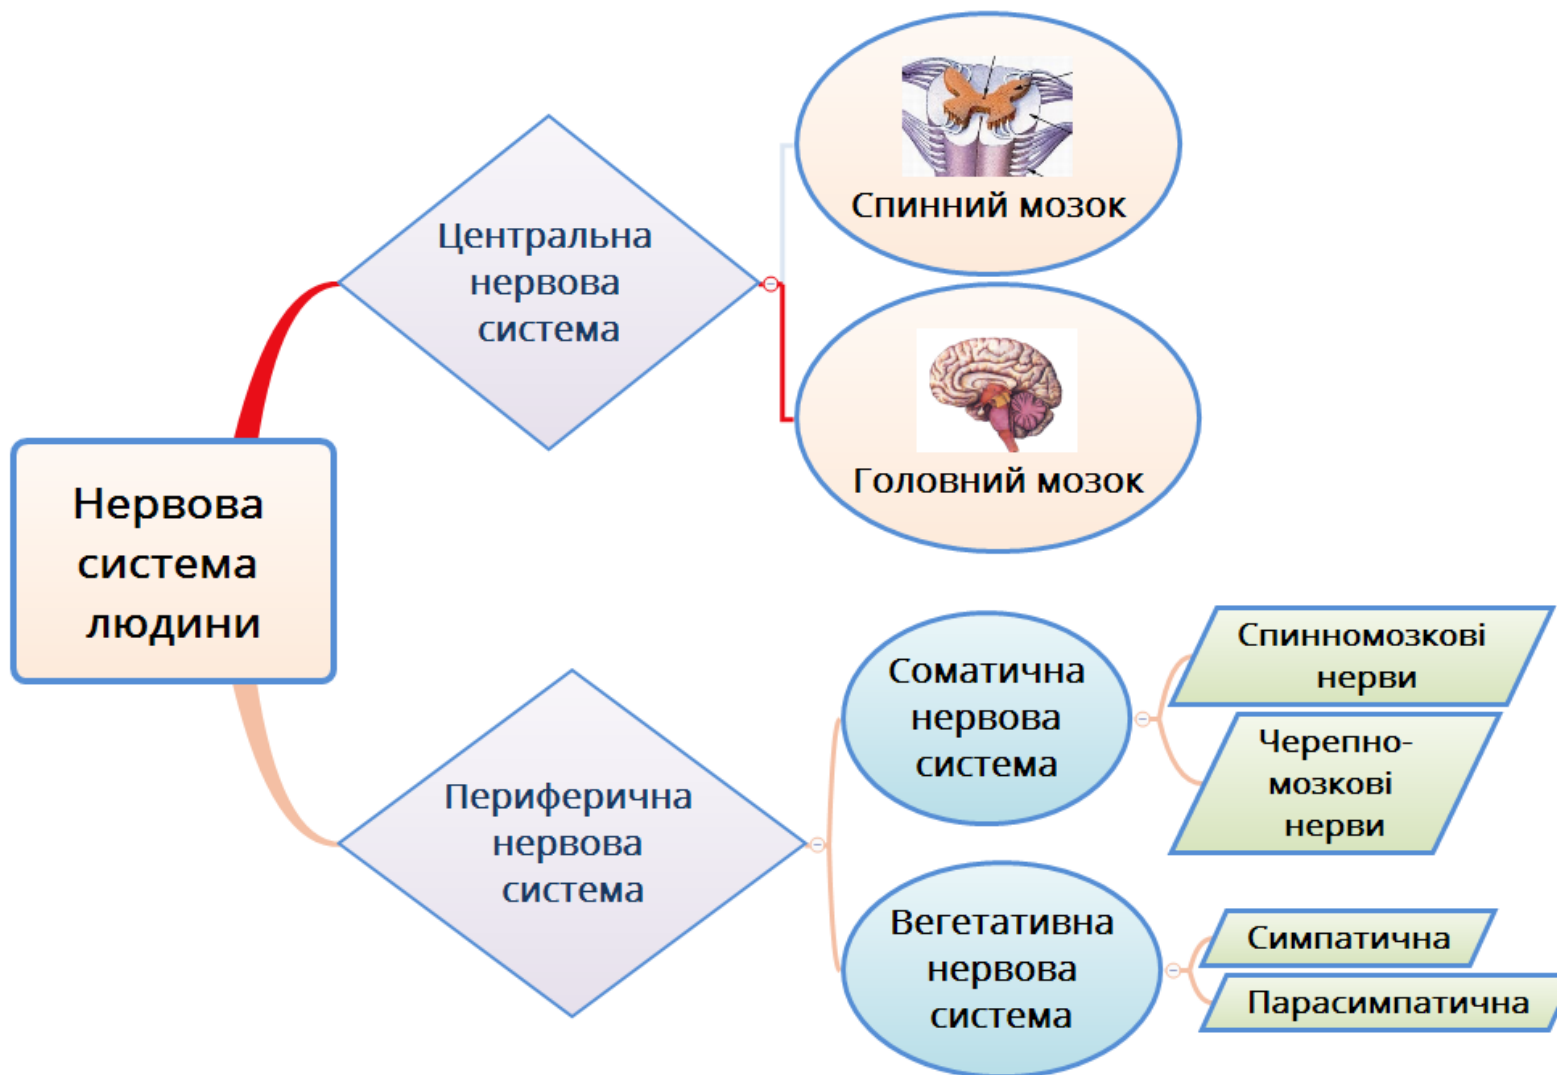 Нервова
система
людини
Центральна
нервова
система
Спинний мозок
Головний мозок
Периферична
нервова
система
Соматична
нервова
система
Спинномозкові
нерви
Черепно-
мозкові
нерви
Вегетативна
нервова
система
Симпатична
Парасимпатична